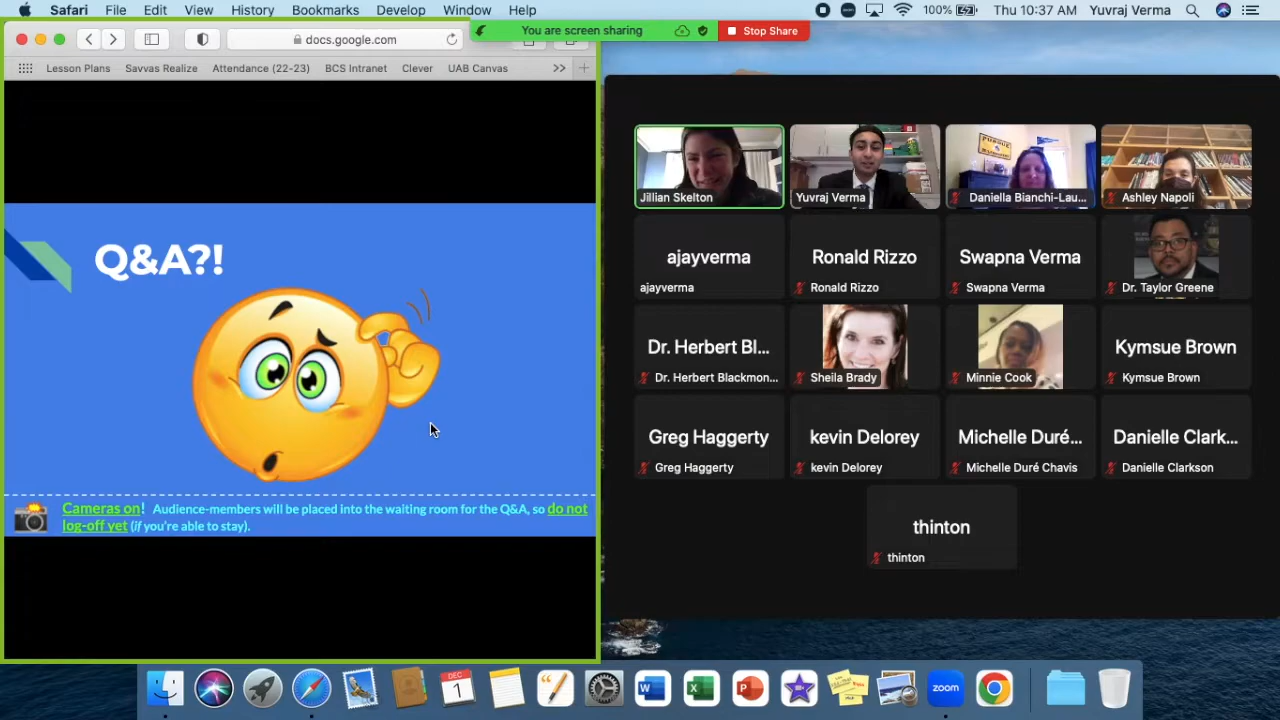 Safari File Edit View History Bookmarks Develop Window Help 100% Thu 10:37 AM Yuvraj Verma
You are screen sharing Stop Share
docs.google.com
Lesson Plans Savvas Realize Attendance (22-23) BCS Intranet Clever UAB Canvas >>
Q&A?!
Cameras on! Audience-members will be placed into the waiting room for the Q&A, so do not
log-off yet (if you're able to stay).
Jillian Skelton Yuvraj Verma Daniella Bianchi-Lau... Ashley Napoli
ajayverma Ronald Rizzo Swapna Verma
ajayverma Ronald Rizzo Swapna Verma Dr. Taylor Greene
Dr. Herbert Bl... Kymsue Brown
Dr. Herbert Blackmon... Sheila Brady Minnie Cook Kymsue Brown
Greg Haggerty kevin Delorey Michelle Duré... Danielle Clark...
Greg Haggerty kevin Delorey Michelle Duré Chavis Danielle Clarkson
thinton
thinton
DEC
1
zoom